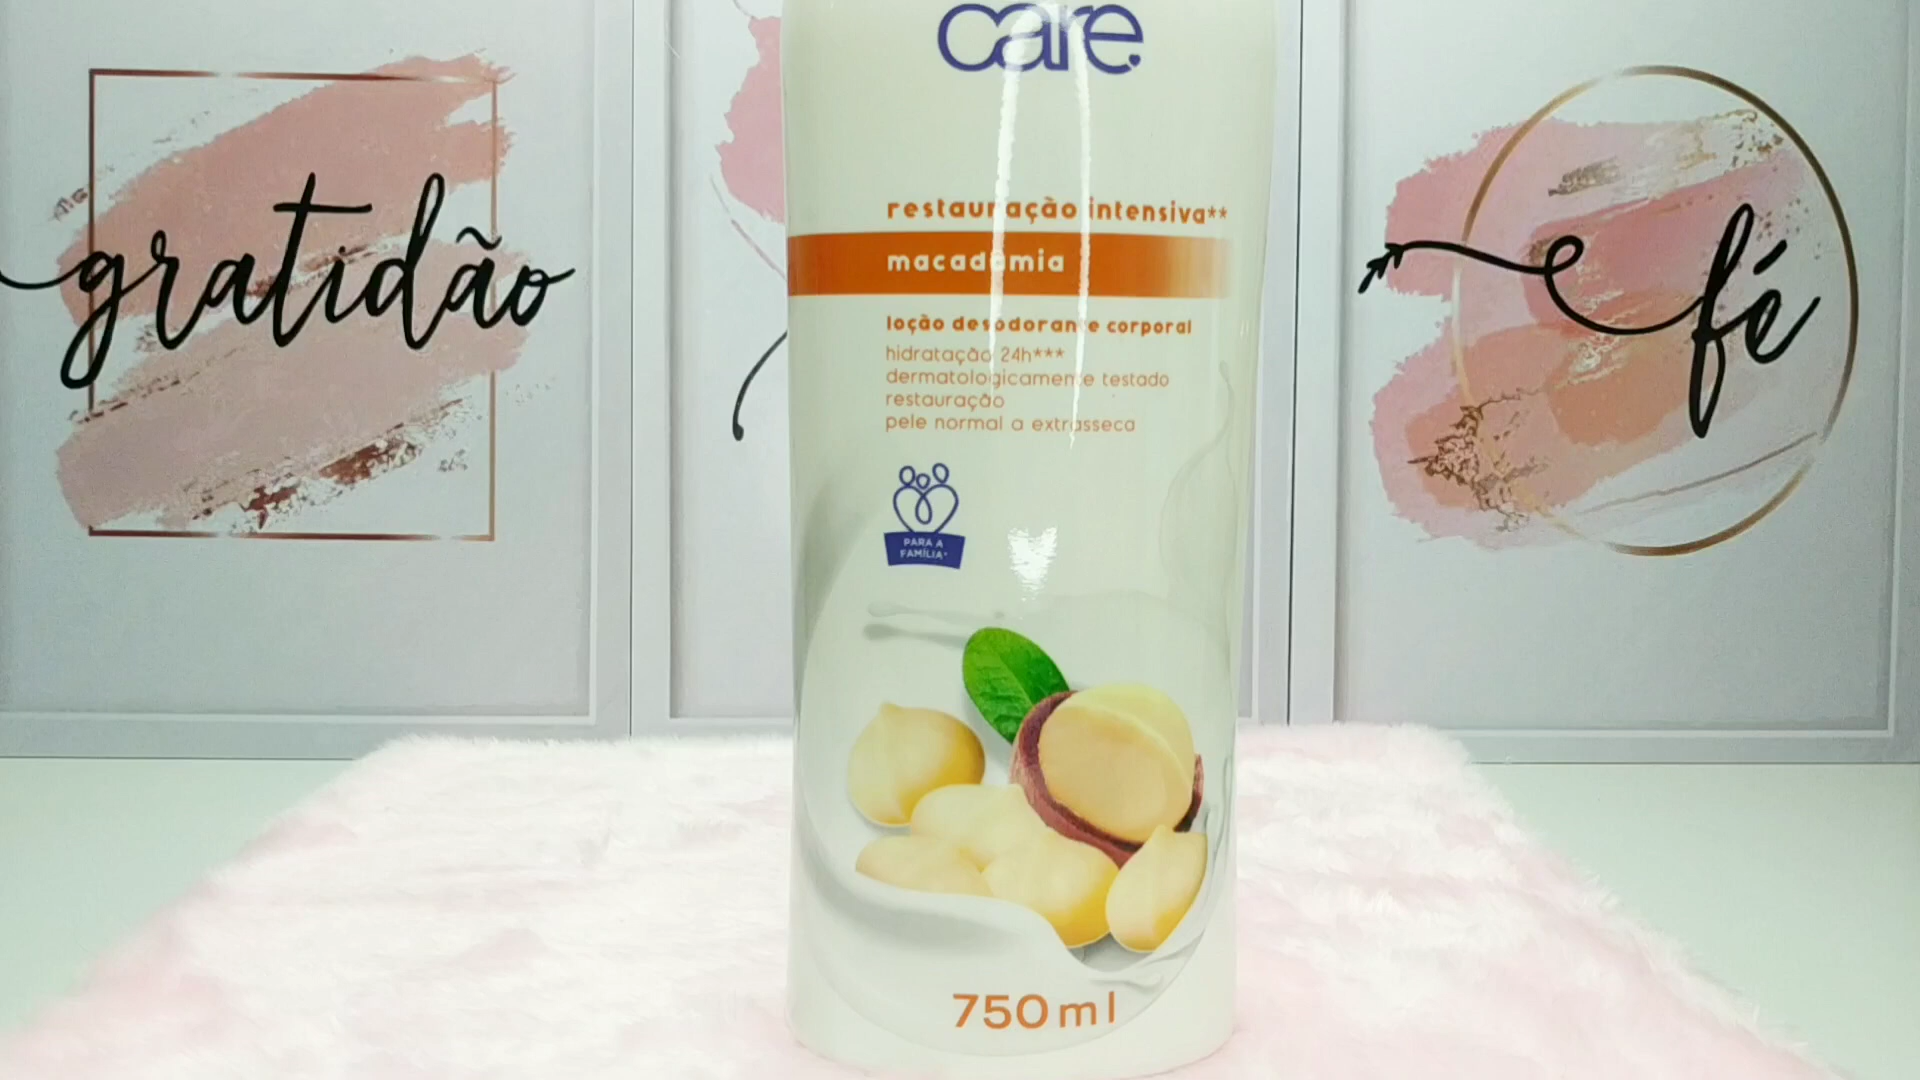 gratidão
care.
restauração intensiva**
macadâmia
loção desodorante corporal
hidratação 24h***
dermatologicamente testado
restauração
pele normal a extrasseca
PARA A
FAMÍLIA*
750ml
fé